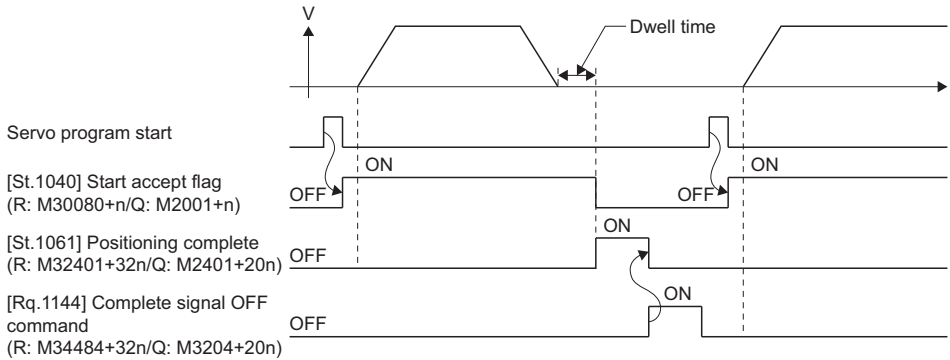 V
Dwell time
Servo program start
ON
ON
[St.1040] Start accept flag
OFF
OFF
(R: M30080+n/Q: M2001+n)
ON
[St.1061] Positioning complete
OFF
(R: M32401+32n/Q: M2401+20n)
ON
[Rq.1144] Complete signal OFF
command
OFF
(R: M34484+32n/Q: M3204+20n)